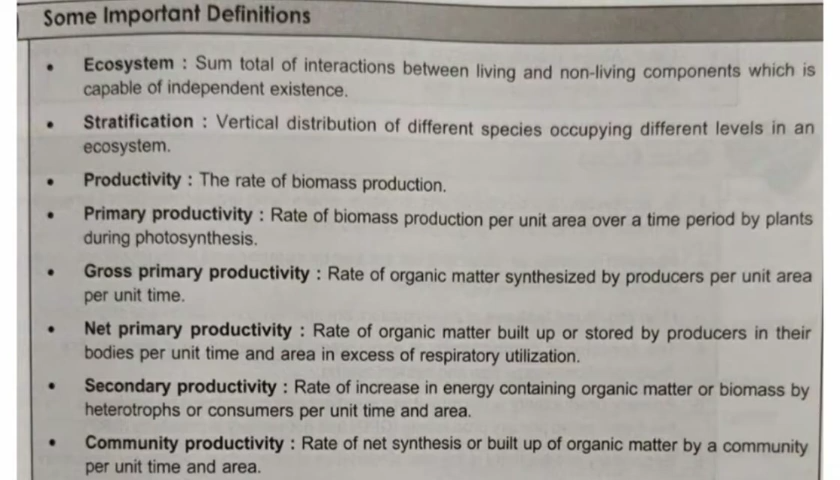 Some Important Definitions
• Ecosystem : Sum total of interactions between living and non-living components which is
capable of independent existence.
• Stratification : Vertical distribution of different species occupying different levels in an
ecosystem.
• Productivity : The rate of biomass production.
• Primary productivity : Rate of biomass production per unit area over a time period by plants
during photosynthesis.
• Gross primary productivity : Rate of organic matter synthesized by producers per unit area
per unit time.
• Net primary productivity : Rate of organic matter built up or stored by producers in their
bodies per unit time and area in excess of respiratory utilization.
• Secondary productivity : Rate of increase in energy containing organic matter or biomass by
heterotrophs or consumers per unit time and area.
• Community productivity : Rate of net synthesis or built up of organic matter by a community
per unit time and area.